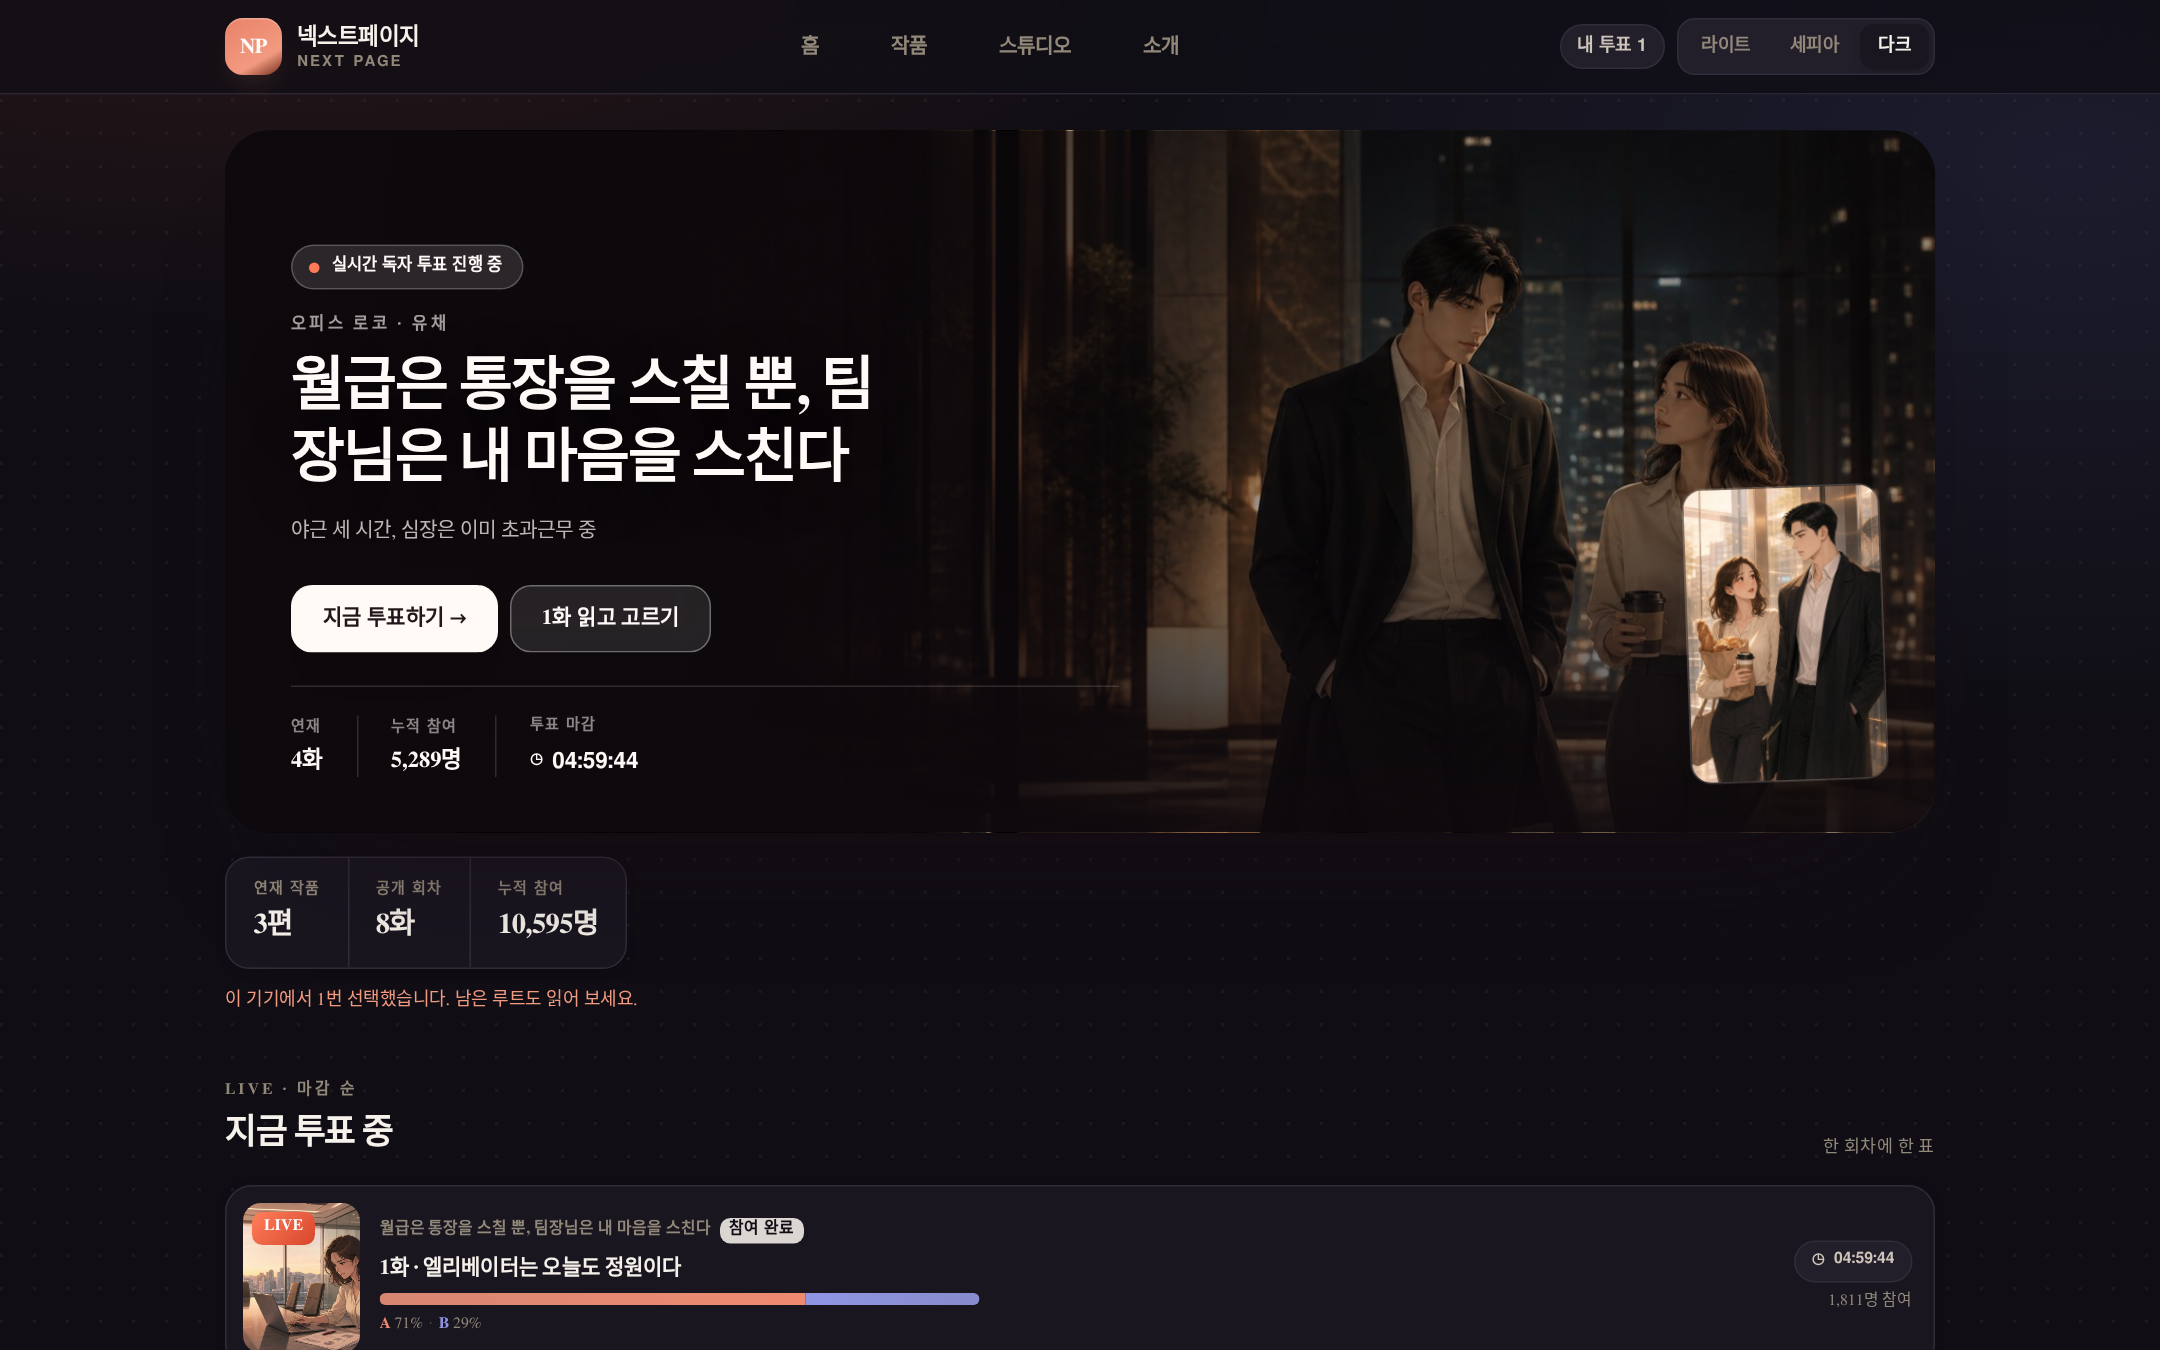 NP
넥스트페이지
NEXT PAGE
홈
작품
스튜디오
소개
내 투표 1
라이트
세피아
다크
실시간 독자 투표 진행 중
오피스 로코 · 유채
월급은 통장을 스칠 뿐, 팀
장님은 내 마음을 스친다
야근 세 시간, 심장은 이미 초과근무 중
지금 투표하기 →
1화 읽고 고르기
연재
4화
누적 참여
5,289명
투표 마감
04:59:44
연재 작품
3편
공개 회차
8화
누적 참여
10,595명
이 기기에서 1번 선택했습니다. 남은 루트도 읽어 보세요.
LIVE · 마감 순
지금 투표 중
한 회차에 한 표
LIVE
월급은 통장을 스칠 뿐, 팀장님은 내 마음을 스친다 참여 완료
1화 · 엘리베이터는 오늘도 정원이다
A 71% · B 29%
04:59:44
1,811명 참여